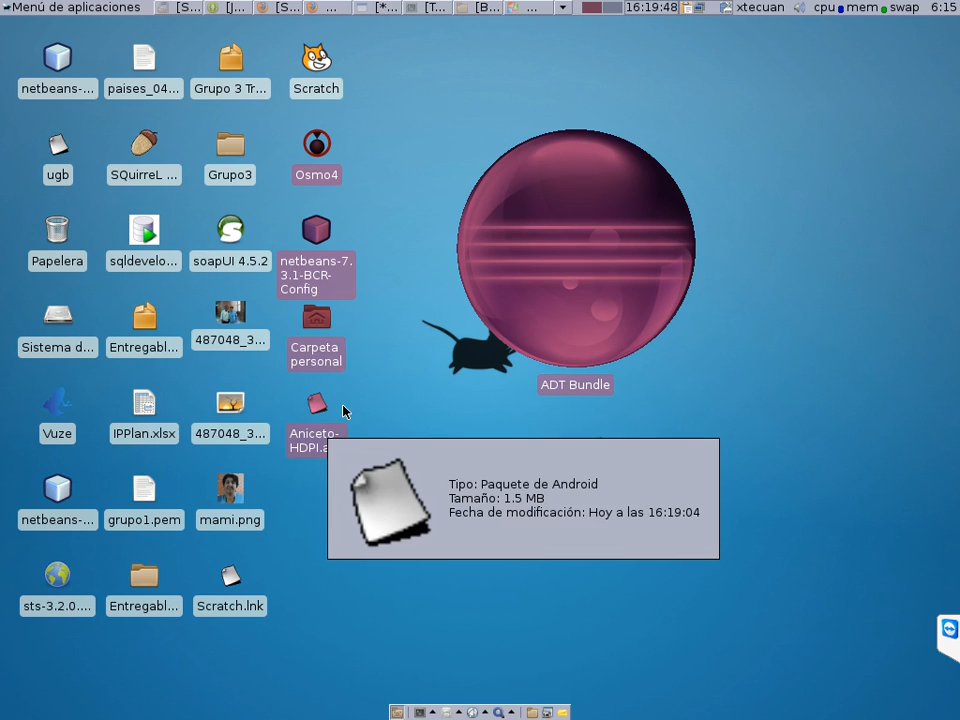 Menú de aplicaciones
[S...
[J...
[S...
...
[*...
[T...
[B...
...
16:19:48
xtecuan
cpu
mem
swap
6:15
netbeans-...
paises_04...
Grupo 3 Tr...
Scratch
ugb
SQuirreL ...
Grupo3
Osmo4
Papelera
sqldevelo...
soapUI 4.5.2
netbeans-7.
3.1-BCR-
Config
Sistema d...
Entregabl...
487048_3...
Carpeta
personal
ADT Bundle
Vuze
IPPlan.xlsx
487048_3...
Aniceto-
HDPI.a
Tipo: Paquete de Android
Tamaño: 1.5 MB
Fecha de modificación: Hoy a las 16:19:04
netbeans-...
grupo1.pem
mami.png
sts-3.2.0....
Entregabl...
Scratch.lnk